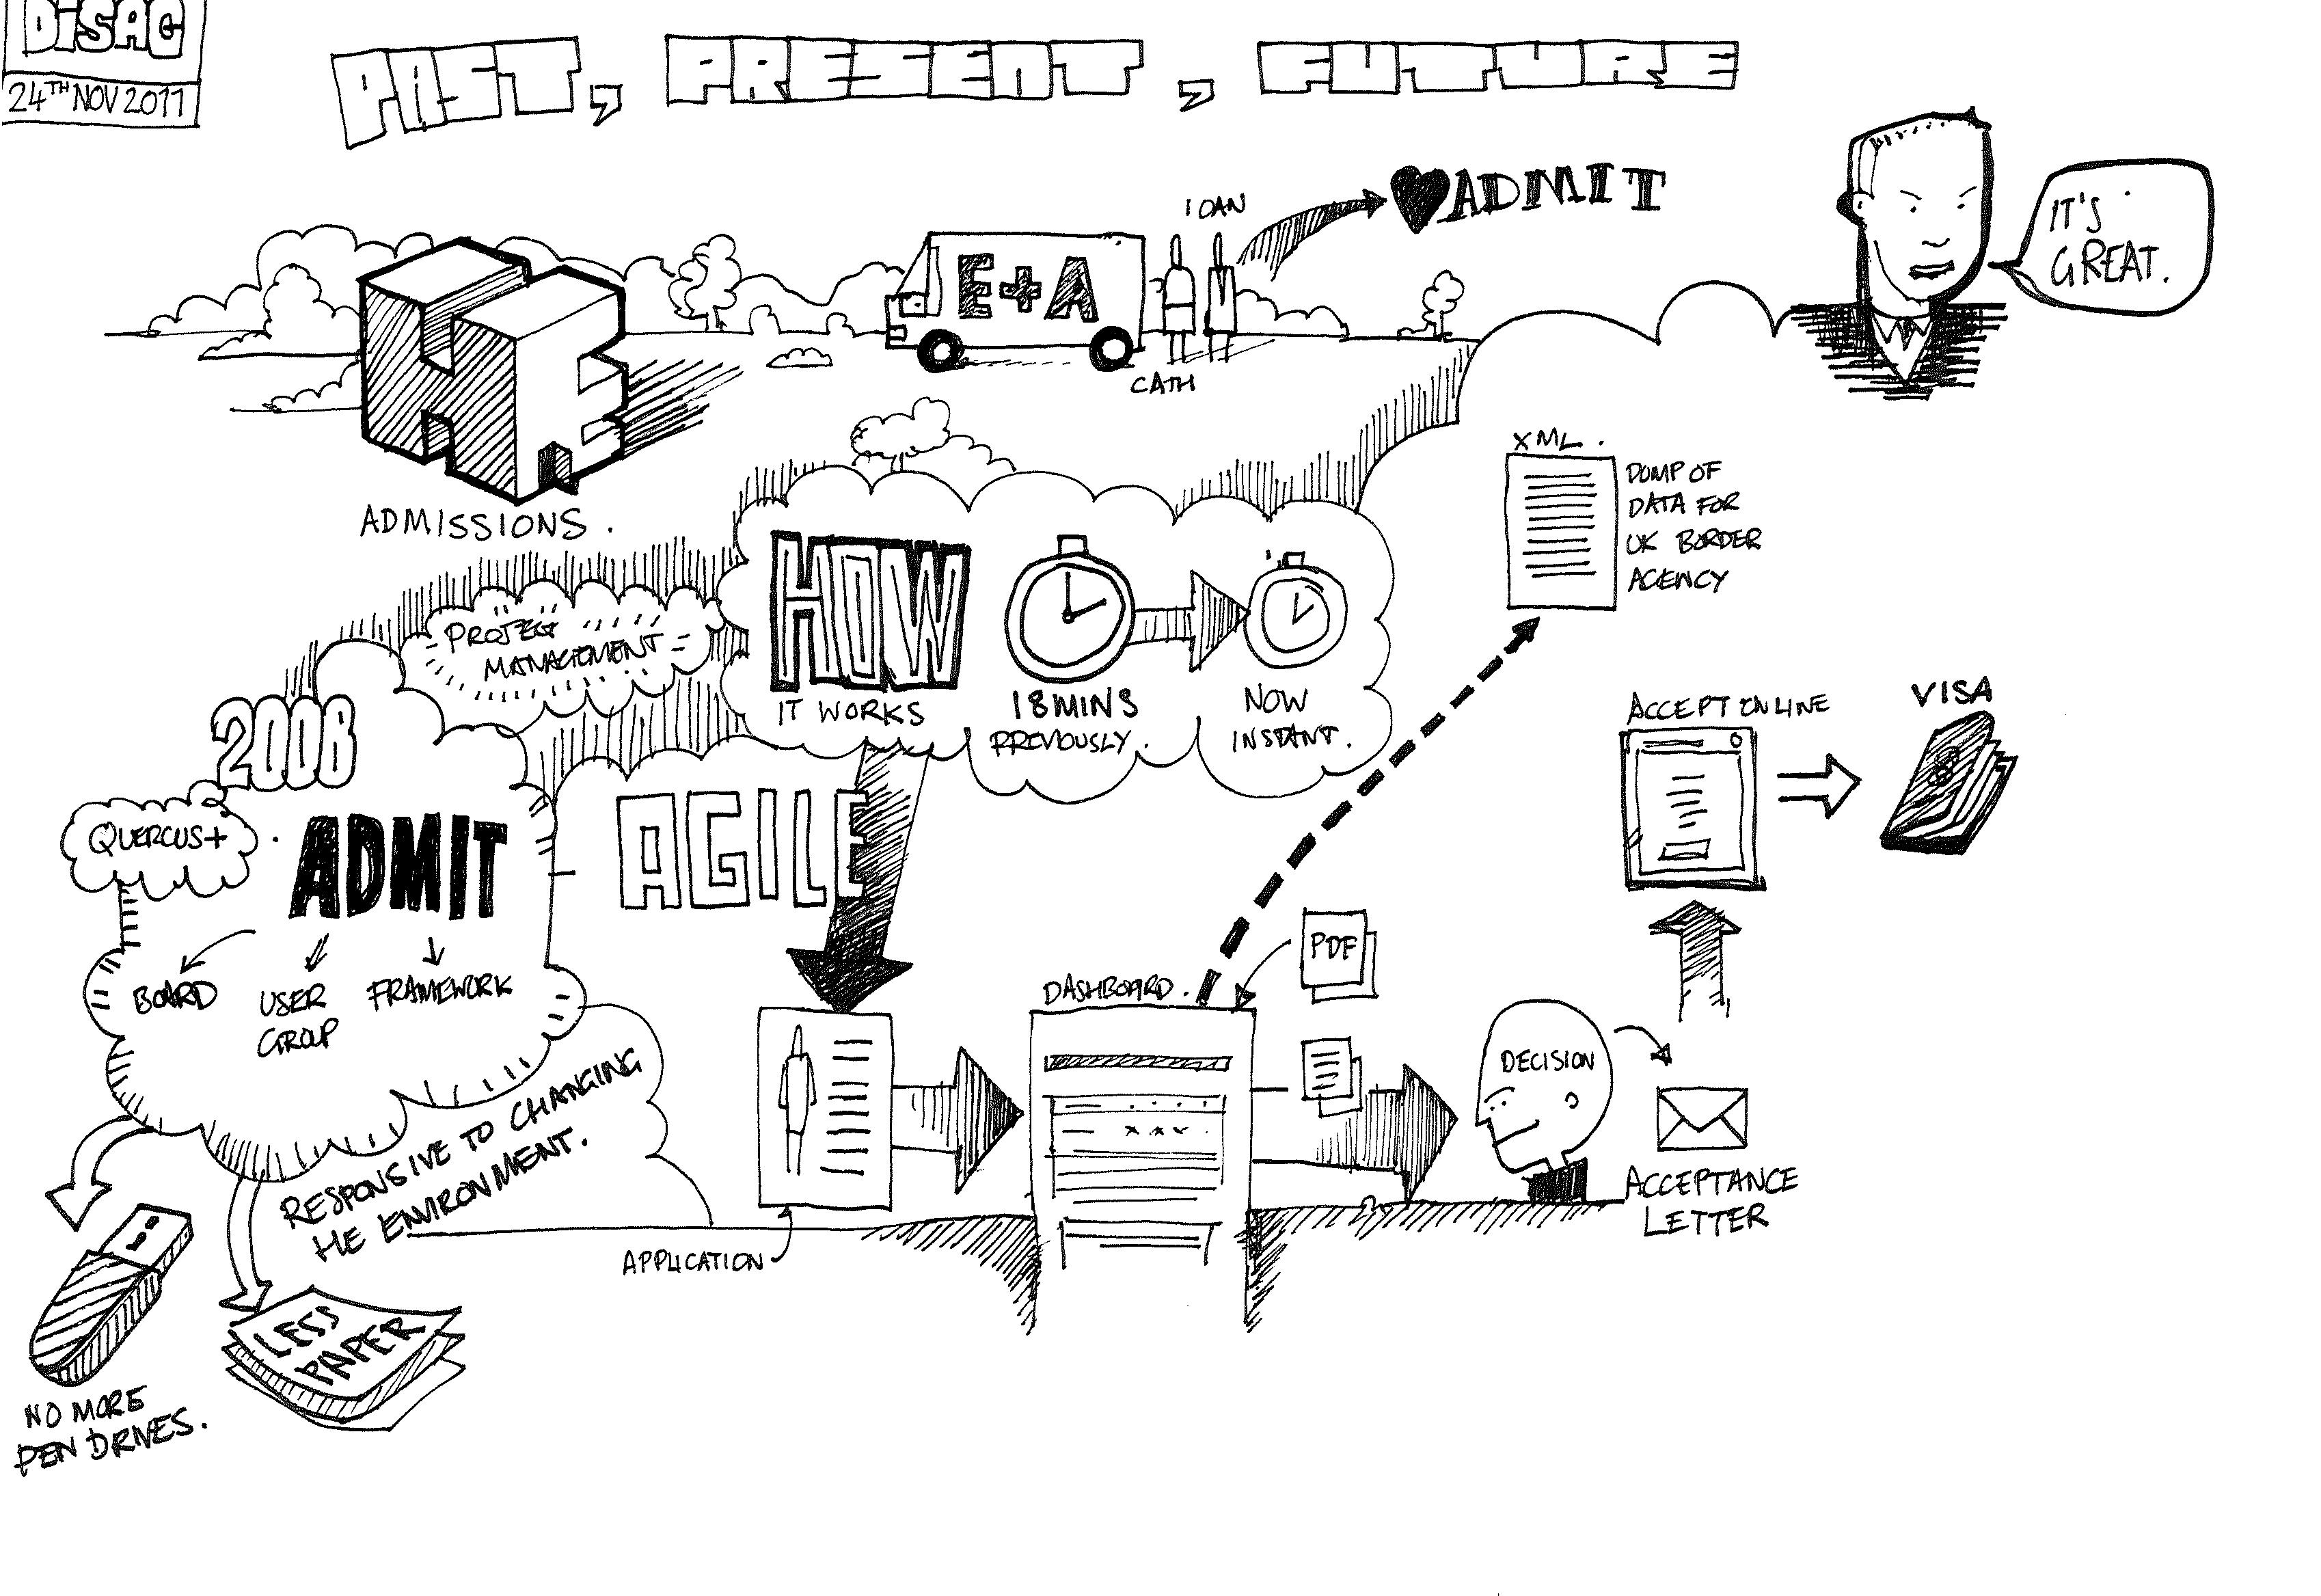 DiSAC
24TH NOV 2011
PAST, PRESENT, FUTURE
IOAN
♥ADMIT
IT'S
GREAT.
E+A
CATH
HE
ADMISSIONS.
XML.
DUMP OF
DATA FOR
UK BORDER
AGENCY
PROJECT
MANAGEMENT
HOW
IT WORKS
18MINS
PREVIOUSLY.
NOW
INSTANT.
2008
QUERCUS+
ADMIT
BOARD
USER
GROUP
FRAMEWORK
AGILE
ACCEPT ONLINE
VISA
PDF
DASHBOARD.
DECISION
ACCEPTANCE
LETTER
RESPONSIVE TO CHANGING
HE ENVIRONMENT.
APPLICATION
LESS
PAPER
NO MORE
PEN DRIVES.